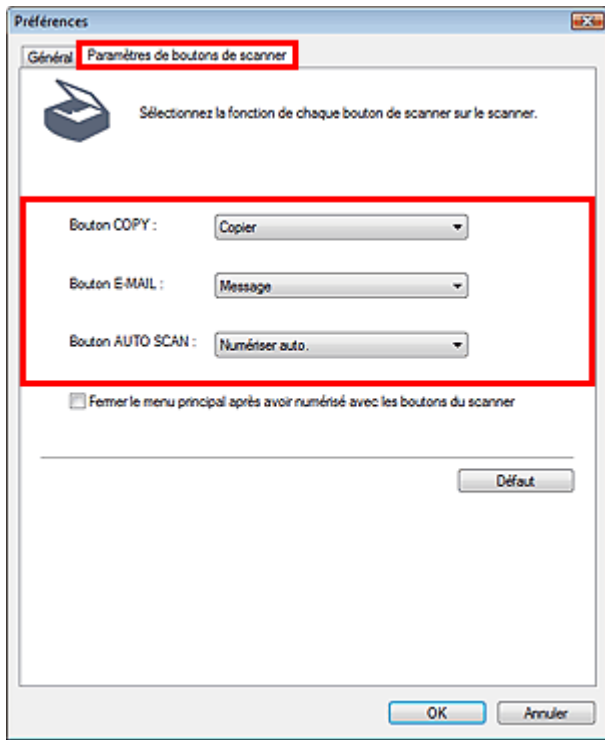 Préférences
Général
Paramètres de boutons de scanner
Sélectionnez la fonction de chaque bouton de scanner sur le scanner.
Bouton COPY :
Copier
Bouton E-MAIL :
Message
Bouton AUTO SCAN :
Numériser auto.
Fermer le menu principal après avoir numérisé avec les boutons du scanner
Défaut
OK
Annuler